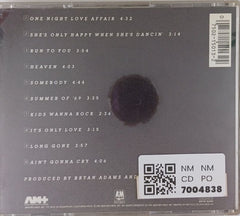 ONE NIGHT LOVE AFFAIR 4:32
SHE'S ONLY HAPPY WHEN SHE'S DANCIN' 3:14
RUN TO YOU 3:54
HEAVEN 4:03
SOMEBODY 4:44
SUMMER OF '69 3:35
KIDS WANNA ROCK 2:36
IT'S ONLY LOVE 3:15
LONG GONE 3:57
AIN'T GONNA CRY 4:06
PRODUCED BY BRYAN ADAMS AND
A&M
NM NM
CD PO
7004838